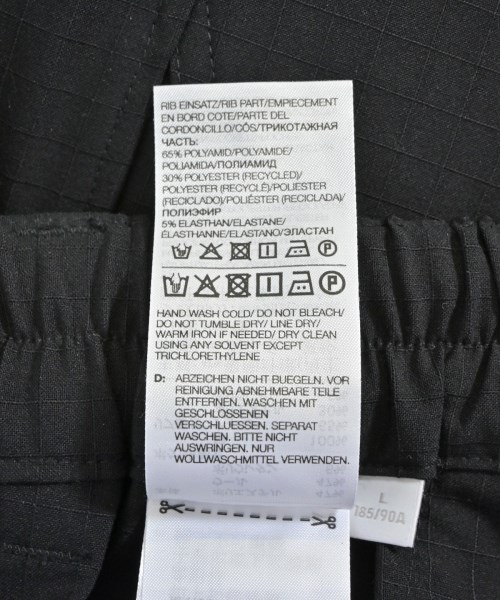 RIB EINSATZ/RIB PART/EMPIECEMENT
EN BORD COTE/PARTE DEL
CORDONCILLO/CÓS/ТРИКОТАЖНАЯ
ЧАСТЬ:
65% POLYAMID/POLYAMIDE/
POLIAMIDA/ПОЛИАМИД
30% POLYESTER (RECYCLED)/
POLYESTER (RECYCLÉ)/POLIÉSTER
(RECICLADO)/POLIÉSTER (RECICLADA)/
ПОЛИЭФИР
5% ELASTHAN/ELASTANE/
ÉLASTHANNE/ELASTANO/ЭЛАСТАН
P
P
HAND WASH COLD/ DO NOT BLEACH/
DO NOT TUMBLE DRY/ LINE DRY/
WARM IRON IF NEEDED/ DRY CLEAN
USING ANY SOLVENT EXCEPT
TRICHLORETHYLENE
D: ABZEICHEN NICHT BUEGELN. VOR
REINIGUNG ABNEHMBARE TEILE
ENTFERNEN. WASCHEN MIT
GESCHLOSSENEN
VERSCHLUESSEN. SEPARAT
WASCHEN. BITTE NICHT
AUSWRINGEN. NUR
WOLLWASCHMITTEL VERWENDEN.
L
185/90A